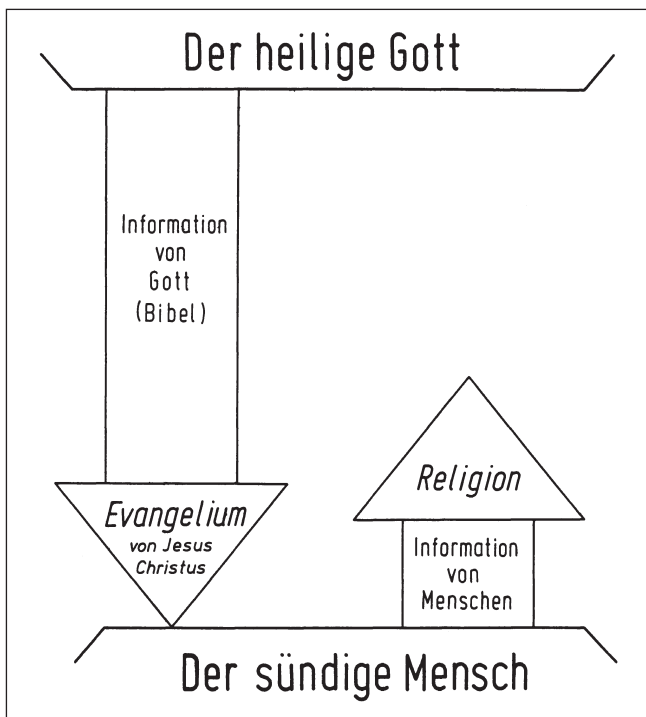 Der heilige Gott
Information
von
Gott
(Bibel)
Evangelium
von Jesus
Christus
Religion
Information
von
Menschen
Der sündige Mensch